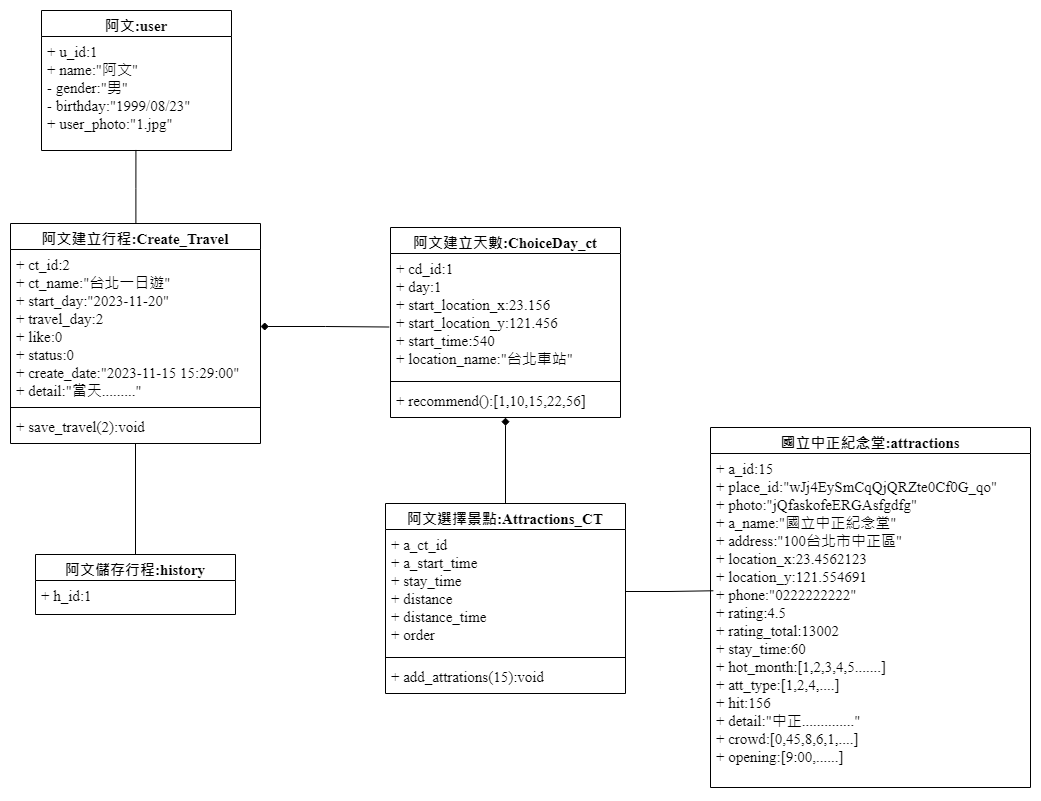 阿文:user
+ u_id:1
+ name:"阿文"
- gender:"男"
- birthday:"1999/08/23"
+ user_photo:"1.jpg"
阿文建立行程:Create_Travel
+ ct_id:2
+ ct_name:"台北一日遊"
+ start_day:"2023-11-20"
+ travel_day:2
+ like:0
+ status:0
+ create_date:"2023-11-15 15:29:00"
+ detail:"當天........."
+ save_travel(2):void
阿文建立天數:ChoiceDay_ct
+ cd_id:1
+ day:1
+ start_location_x:23.156
+ start_location_y:121.456
+ start_time:540
+ location_name:"台北車站"
+ recommend():[1,10,15,22,56]
阿文儲存行程:history
+ h_id:1
阿文選擇景點:Attractions_CT
+ a_ct_id
+ a_start_time
+ stay_time
+ distance
+ distance_time
+ order
+ add_attrations(15):void
國立中正紀念堂:attractions
+ a_id:15
+ place_id:"wJj4EySmCqQjQRZte0Cf0G_qo"
+ photo:"jQfaskofeERGAsfgdfg"
+ a_name:"國立中正紀念堂"
+ address:"100台北市中正區"
+ location_x:23.4562123
+ location_y:121.554691
+ phone:"0222222222"
+ rating:4.5
+ rating_total:13002
+ stay_time:60
+ hot_month:[1,2,3,4,5.......]
+ att_type:[1,2,4,....]
+ hit:156
+ detail:"中正.............."
+ crowd:[0,45,8,6,1,....]
+ opening:[9:00,......]